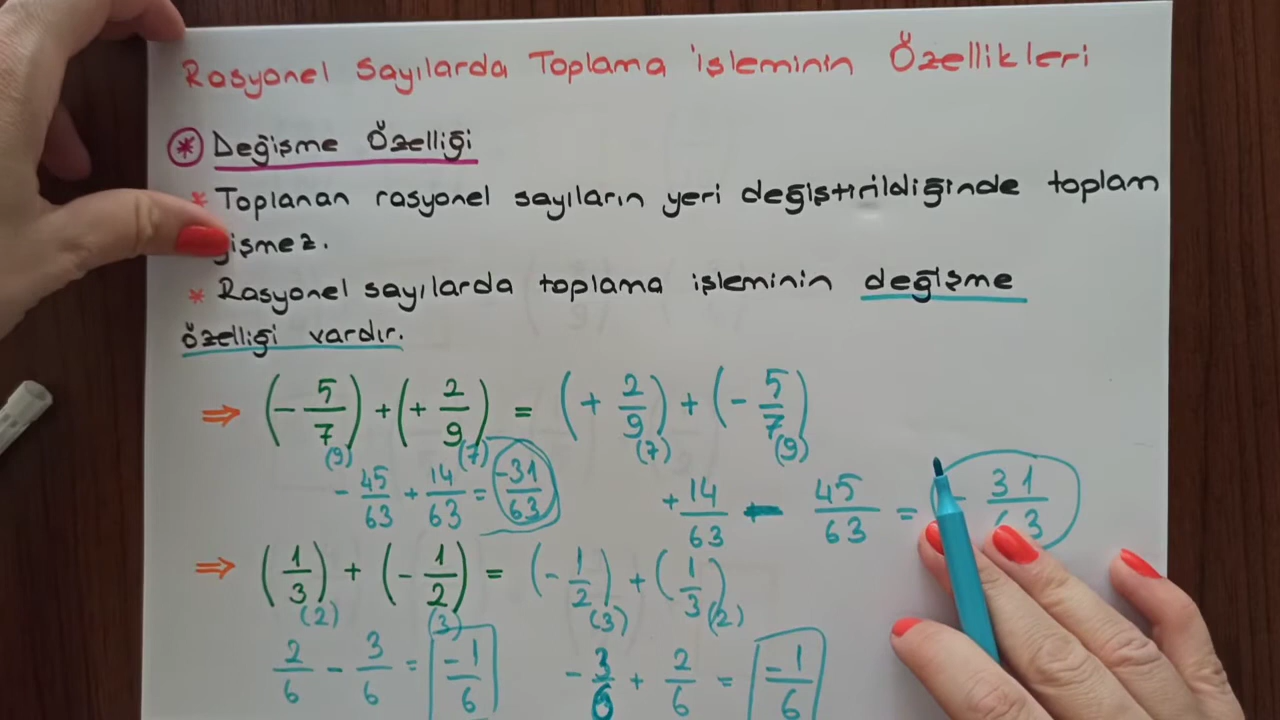 Rasyonel Sayılarda Toplama İşleminin Özellikleri
* Değişme Özelliği
* Toplanan rasyonel sayıların yeri değiştirildiğinde toplam
işmez.
* Rasyonel sayılarda toplama işleminin değişme
özelliği vardır.
⇒ (- 5/7) + (+ 2/9) = (+ 2/9) + (- 5/7)
(9) (7) (7) (9)
- 45/63 + 14/63 = -31/63 +14/63 - 45/63 = - 31/63
⇒ (1/3) + (- 1/2) = (- 1/2) + (1/3)
(2) (3) (3) (2)
2/6 - 3/6 = -1/6 - 3/6 + 2/6 = -1/6